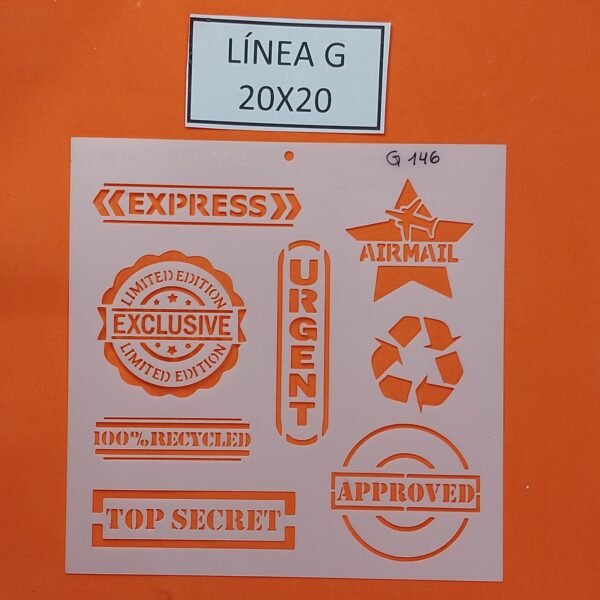 LÍNEA G
20X20
G 146
EXPRESS
AIRMAIL
LIMITED EDITION
EXCLUSIVE
LIMITED EDITION
URGENT
100% RECYCLED
APPROVED
TOP SECRET